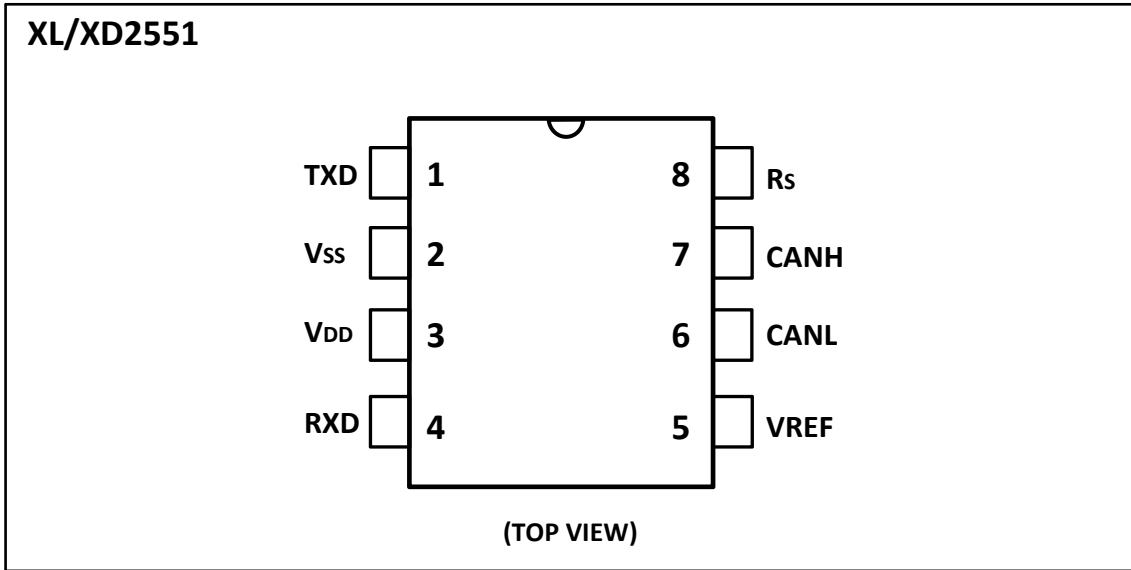 XL/XD2551
TXD 1 8 Rs
Vss 2 7 CANH
VDD 3 6 CANL
RXD 4 5 VREF
(TOP VIEW)